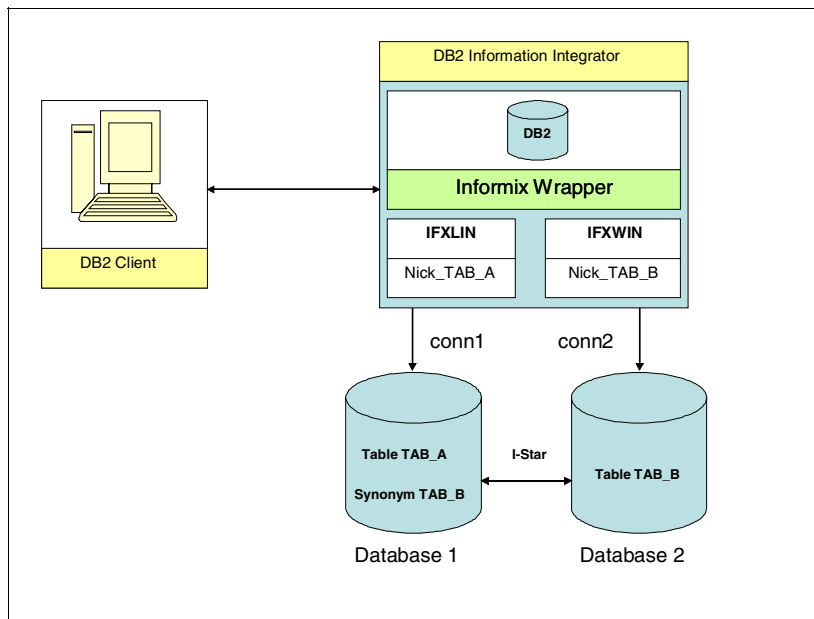 DB2 Information Integrator
DB2
Informix Wrapper
DB2 Client
IFXLIN
IFXWIN
Nick_TAB_A
Nick_TAB_B
conn1
conn2
Table TAB_A
I-Star
Table TAB_B
Synonym TAB_B
Database 1
Database 2